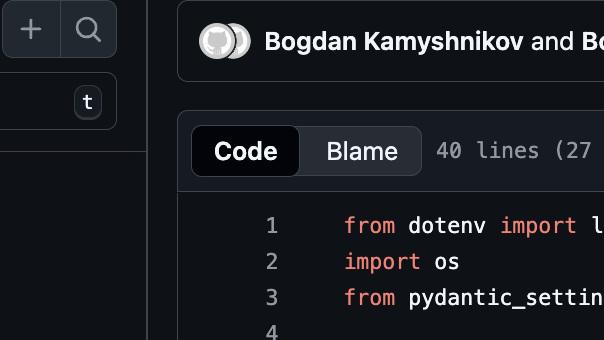 Bogdan Kamyshnikov and Bo
t
Code Blame 40 lines (27
1 from dotenv import l
2 import os
3 from pydantic_settin
4